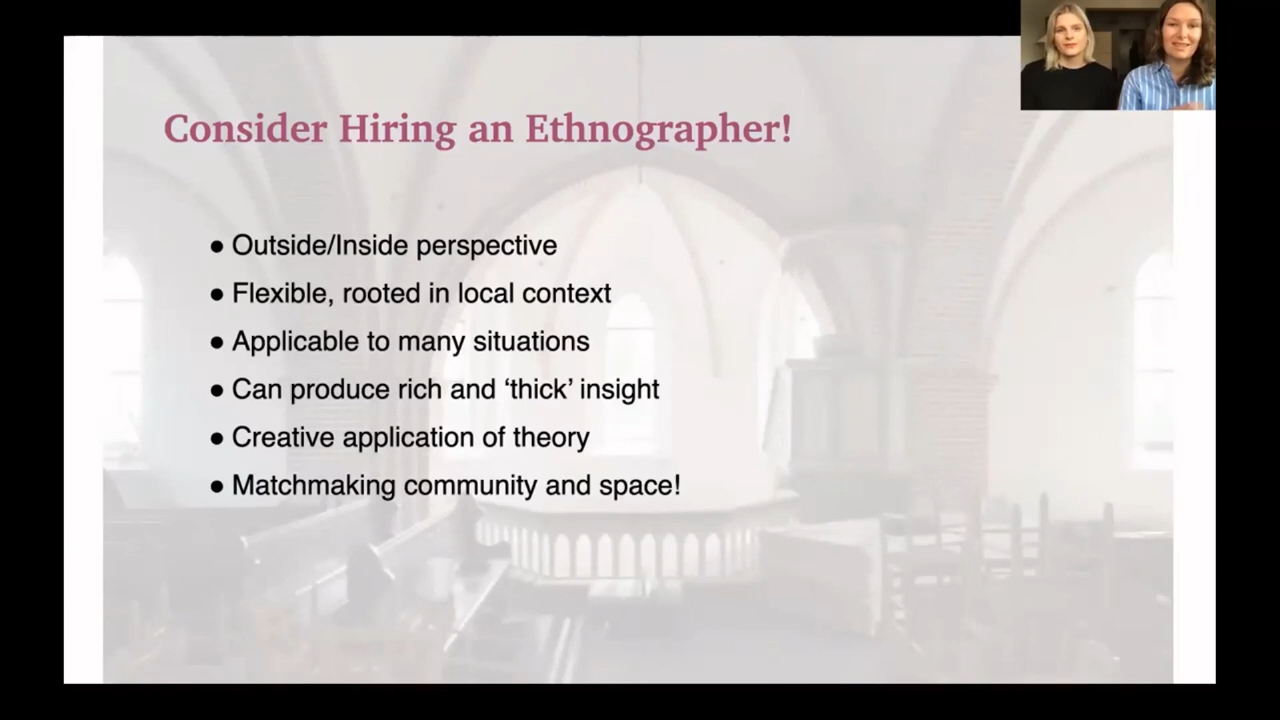 Consider Hiring an Ethnographer!
● Outside/Inside perspective
● Flexible, rooted in local context
● Applicable to many situations
● Can produce rich and ‘thick’ insight
● Creative application of theory
● Matchmaking community and space!